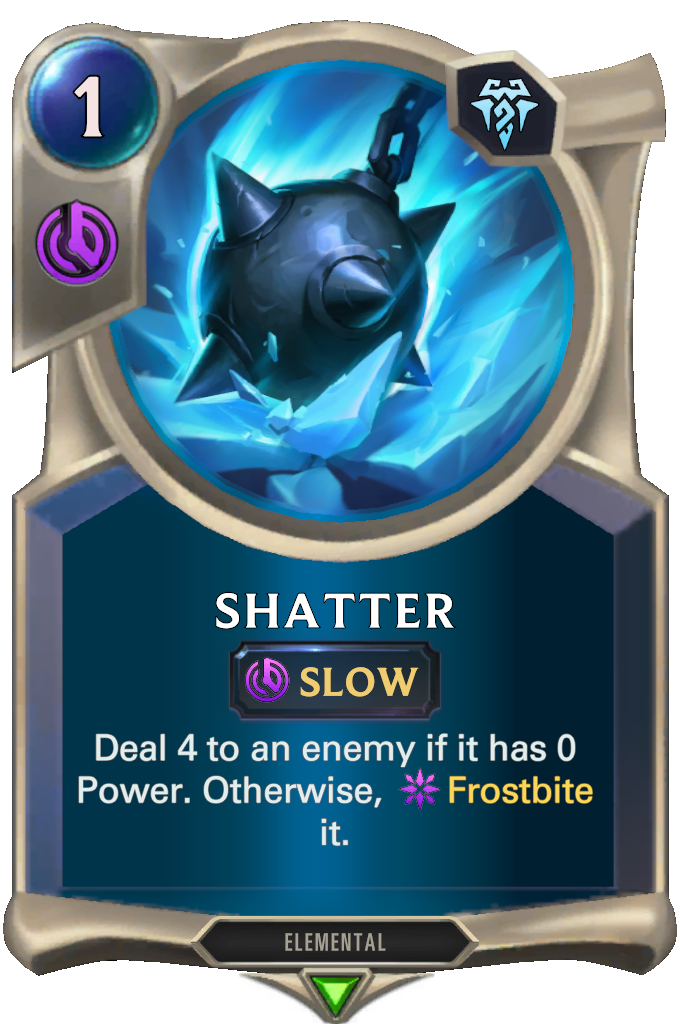 1
SHATTER
SLOW
Deal 4 to an enemy if it has 0
Power. Otherwise, Frostbite
it.
ELEMENTAL